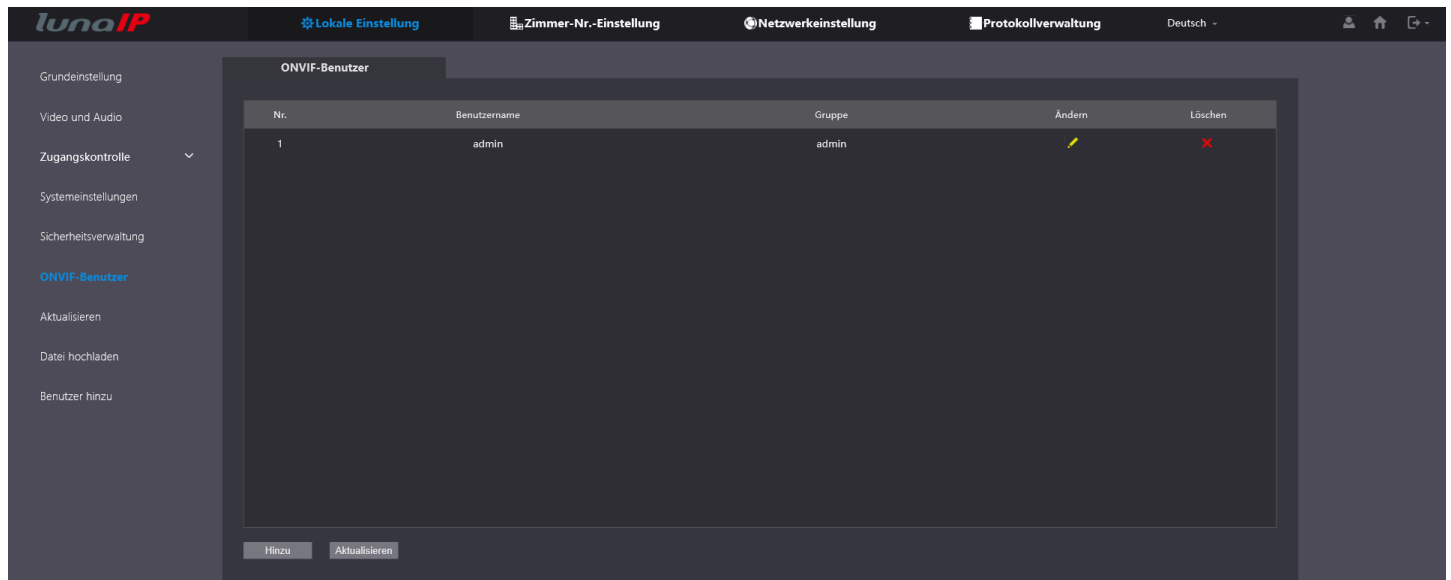 lunaIP
Lokale Einstellung
Zimmer-Nr.-Einstellung
Netzwerkeinstellung
Protokollverwaltung
Deutsch
Grundeinstellung
Video und Audio
Zugangskontrolle
Systemeinstellungen
Sicherheitsverwaltung
ONVIF-Benutzer
Aktualisieren
Datei hochladen
Benutzer hinzu
ONVIF-Benutzer
Nr. Benutzername Gruppe Ändern Löschen
1 admin admin
Hinzu Aktualisieren